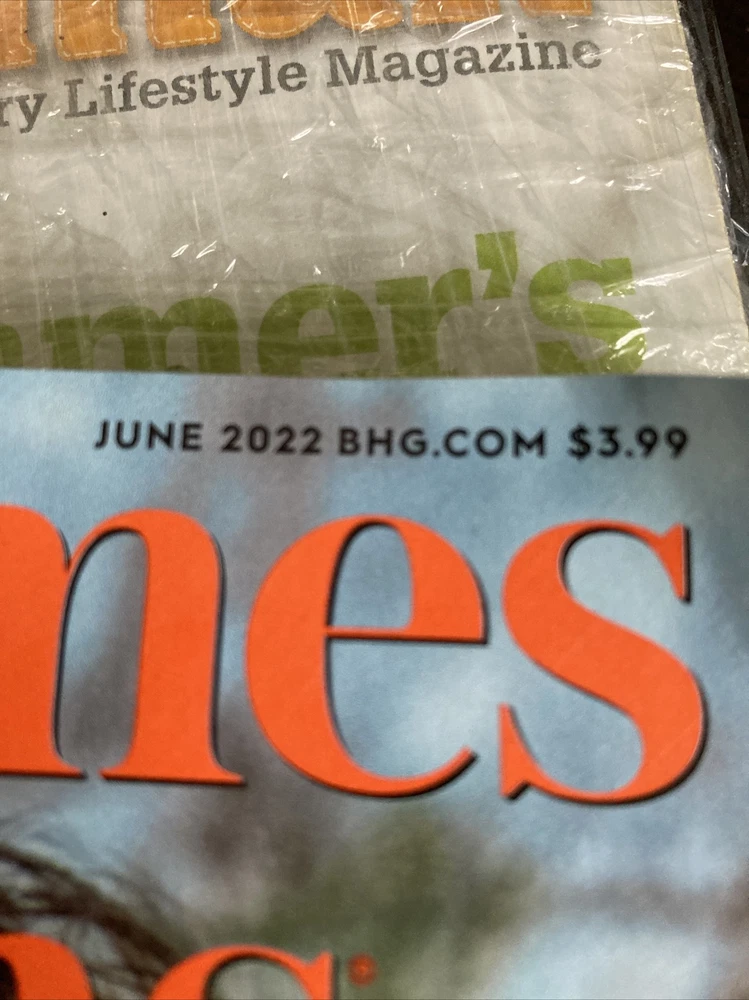 ry Lifestyle Magazine
mer's
JUNE 2022 BHG.COM $3.99
mes